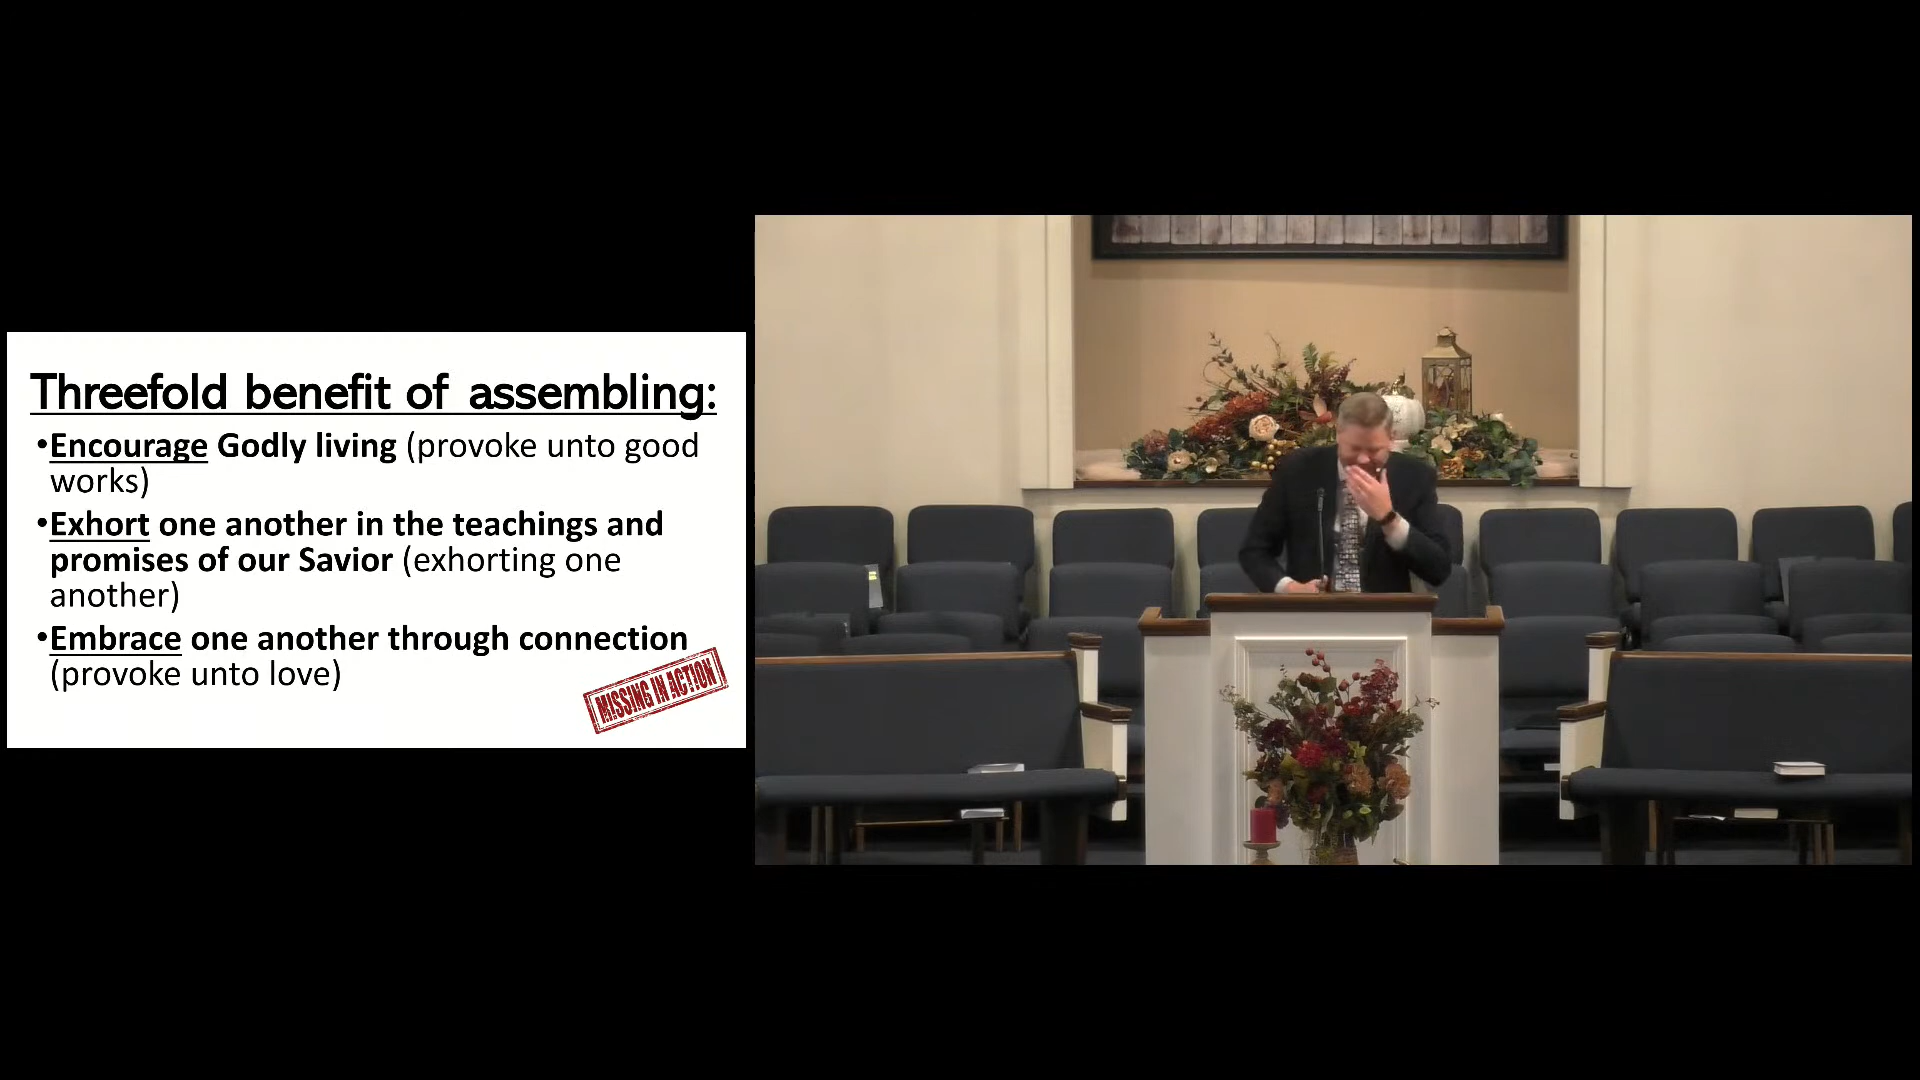 Threefold benefit of assembling:
•Encourage Godly living (provoke unto good
works)
•Exhort one another in the teachings and
promises of our Savior (exhorting one
another)
•Embrace one another through connection
(provoke unto love)
MISSING IN ACTION